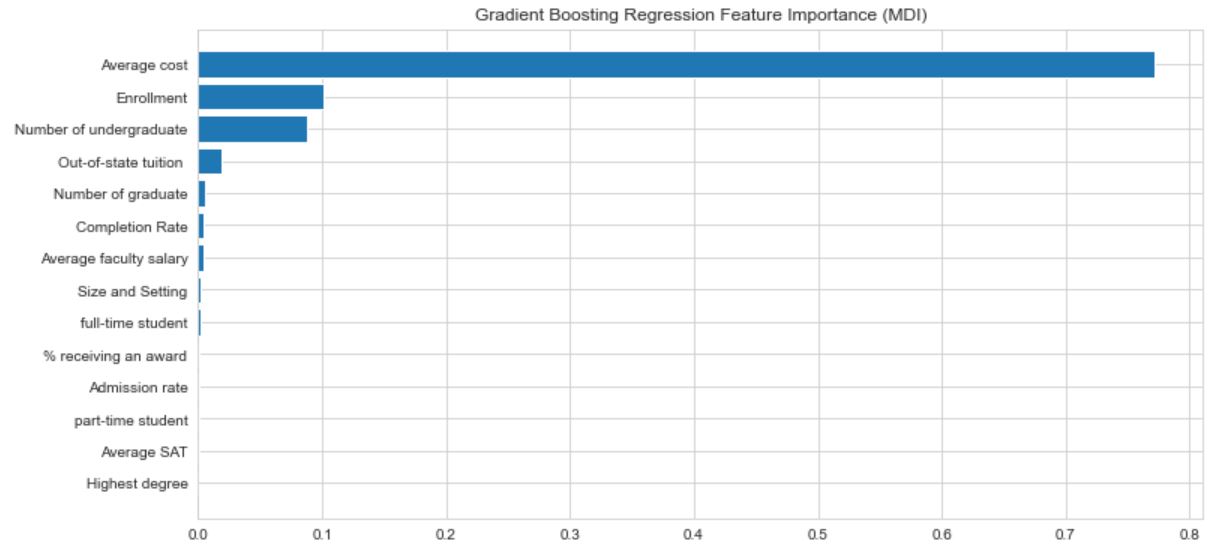 Gradient Boosting Regression Feature Importance (MDI)
Average cost
Enrollment
Number of undergraduate
Out-of-state tuition
Number of graduate
Completion Rate
Average faculty salary
Size and Setting
full-time student
% receiving an award
Admission rate
part-time student
Average SAT
Highest degree
0.0 0.1 0.2 0.3 0.4 0.5 0.6 0.7 0.8